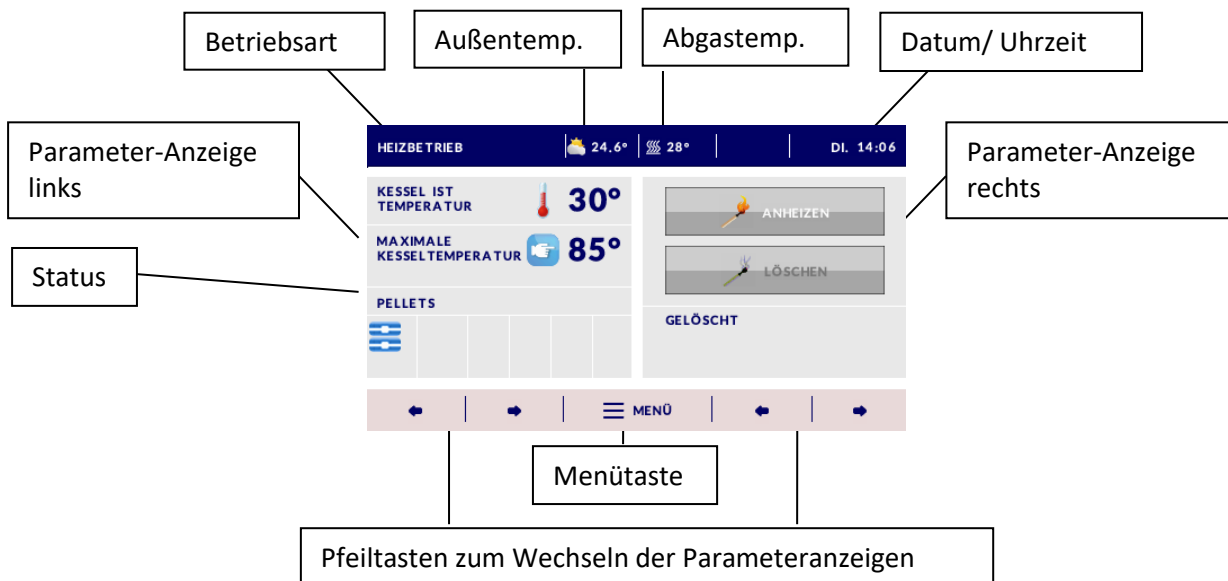 Betriebsart
Außentemp.
Abgastemp.
Datum/ Uhrzeit
HEIZBETRIEB
24.6°
28°
DI. 14:06
Parameter-Anzeige
links
Parameter-Anzeige
rechts
Status
KESSEL IST
TEMPERATUR
30°
MAXIMALE
KESSELTEMPERATUR
85°
PELLETS
ANHEIZEN
LÖSCHEN
GELÖSCHT
MENÜ
Menütaste
Pfeiltasten zum Wechseln der Parameteranzeigen